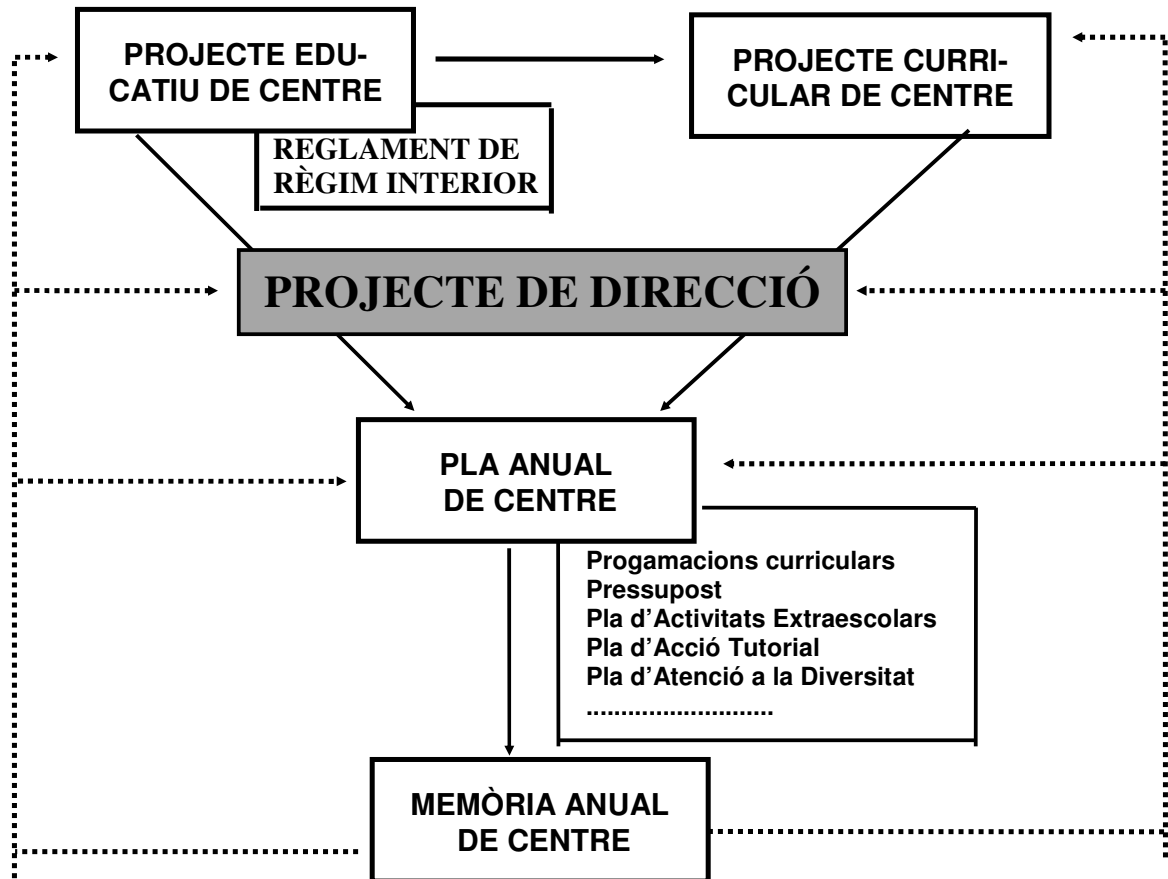 PROJECTE EDU-
CATIU DE CENTRE
PROJECTE CURRI-
CULAR DE CENTRE
REGLAMENT DE
RÈGIM INTERIOR
PROJECTE DE DIRECCIÓ
PLA ANUAL
DE CENTRE
Progamacions curriculars
Pressupost
Pla d’Activitats Extraescolars
Pla d’Acció Tutorial
Pla d’Atenció a la Diversitat
...........................
MEMÒRIA ANUAL
DE CENTRE